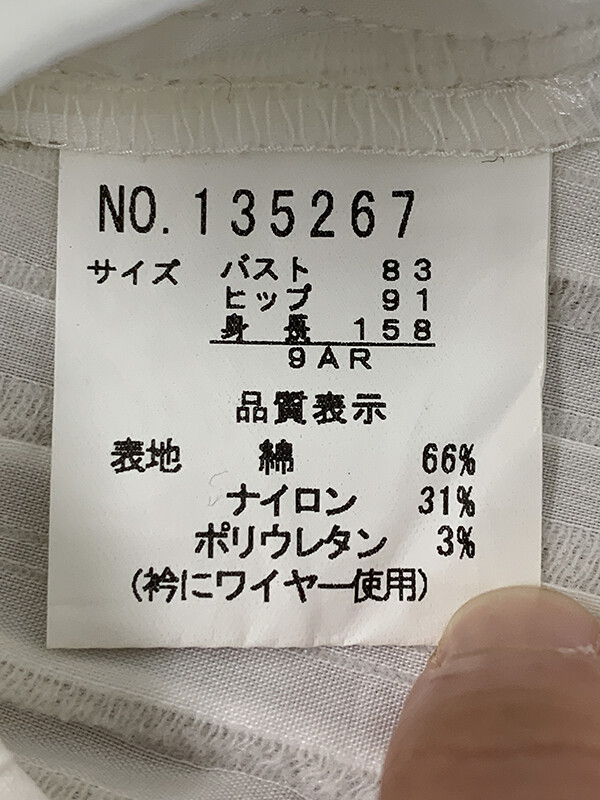 NO.135267
サイズ バスト 83
ヒップ 91
身長 158
9AR
品質表示
表地 綿 66%
ナイロン 31%
ポリウレタン 3%
(衿にワイヤー使用)